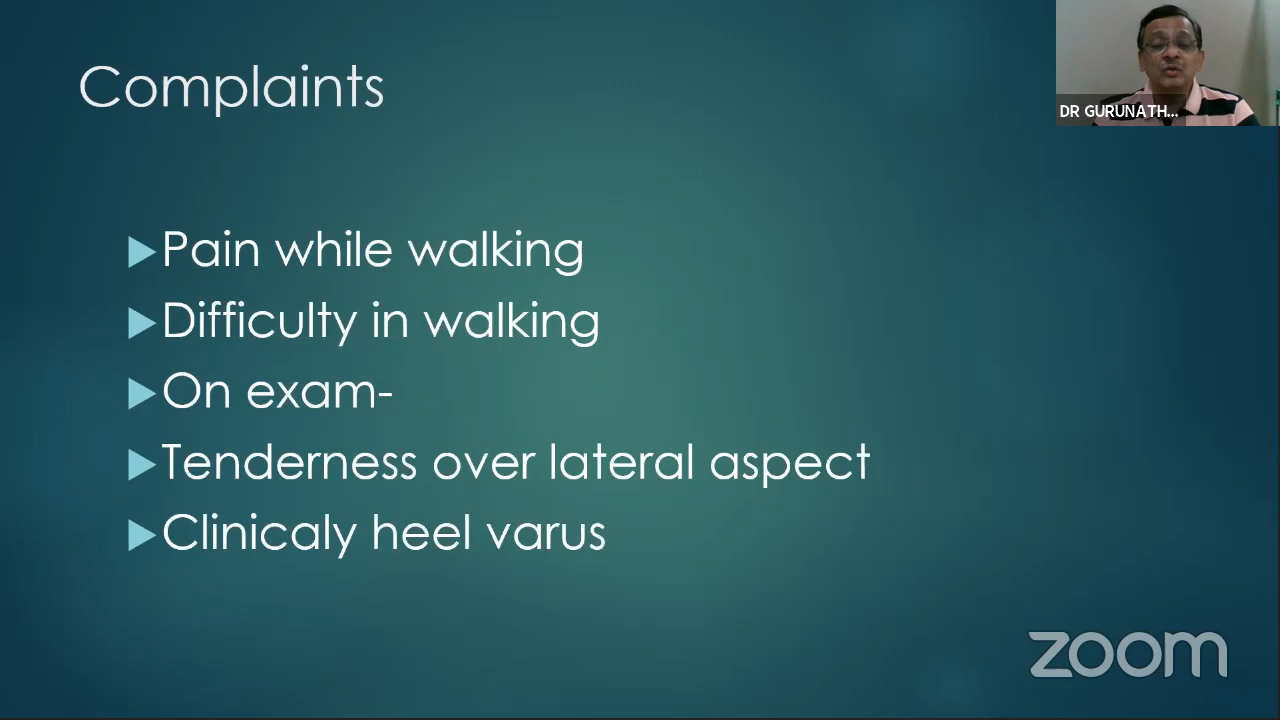 Complaints
DR GURUNATH...
Pain while walking
Difficulty in walking
On exam-
Tenderness over lateral aspect
Clinicaly heel varus
zoom